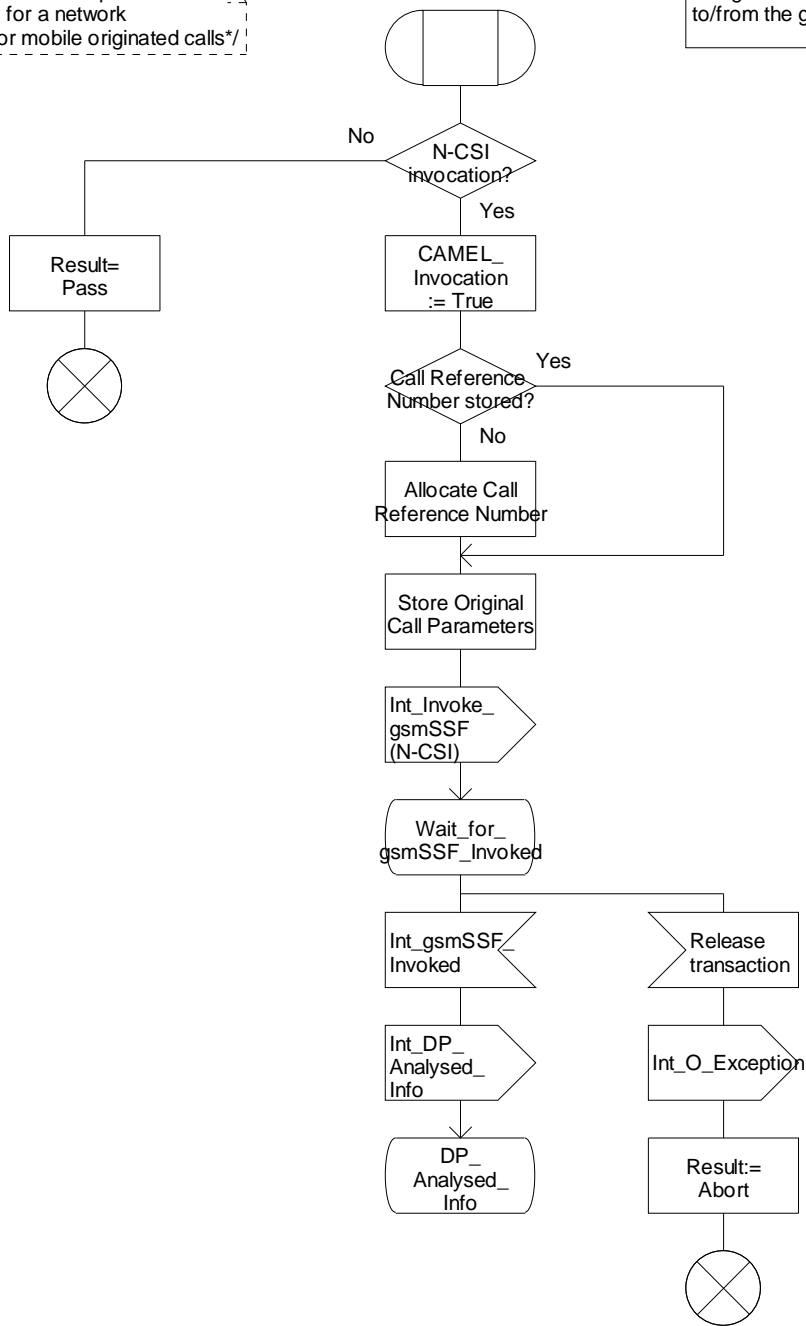 for a network
or mobile originated calls*/
to/from the g
No
N-CSI
invocation?
Yes
Result=
Pass
CAMEL_
Invocation
:= True
Call Reference
Number stored?
Yes
No
Allocate Call
Reference Number
Store Original
Call Parameters
Int_Invoke_
gsmSSF
(N-CSI)
Wait_for_
gsmSSF_Invoked
Int_gsmSSF_
Invoked
Release
transaction
Int_DP_
Analysed_
Info
Int_O_Exception
DP_
Analysed_
Info
Result:=
Abort